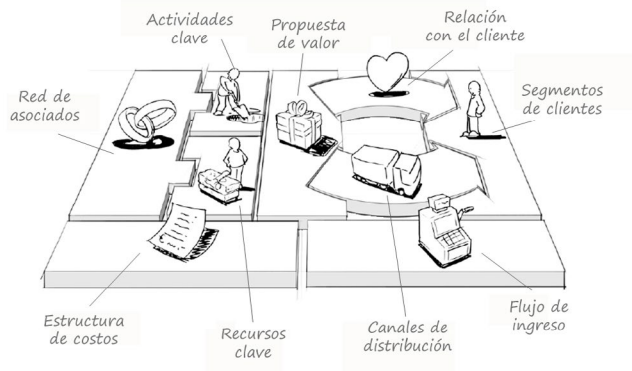 Actividades
clave
Propuesta
de valor
Relación
con el cliente
Red de
asociados
Segmentos
de clientes
Estructura
de costos
Recursos
clave
Canales de
distribución
Flujo de
ingreso